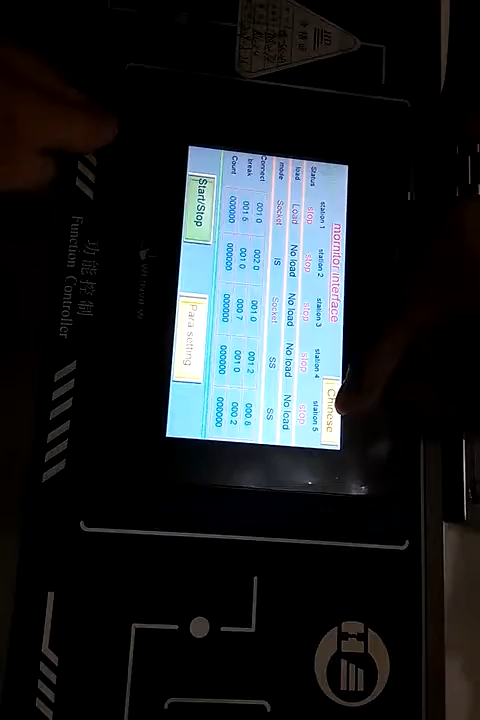 mornitor interface
Chinese
station 1 station 2 station 3 station 4 station 5
Status stop stop stop stop stop
load Load No load No load No load No load
mode Socket IS Socket SS SS
Connect 001.0 002.0 001.0 001.2 000.8
break 001.5 001.0 000.7 001.0 000.2
Count 000000 000000 000000 000000 000000
Start/Stop Para setting
功能控制
Function Controller